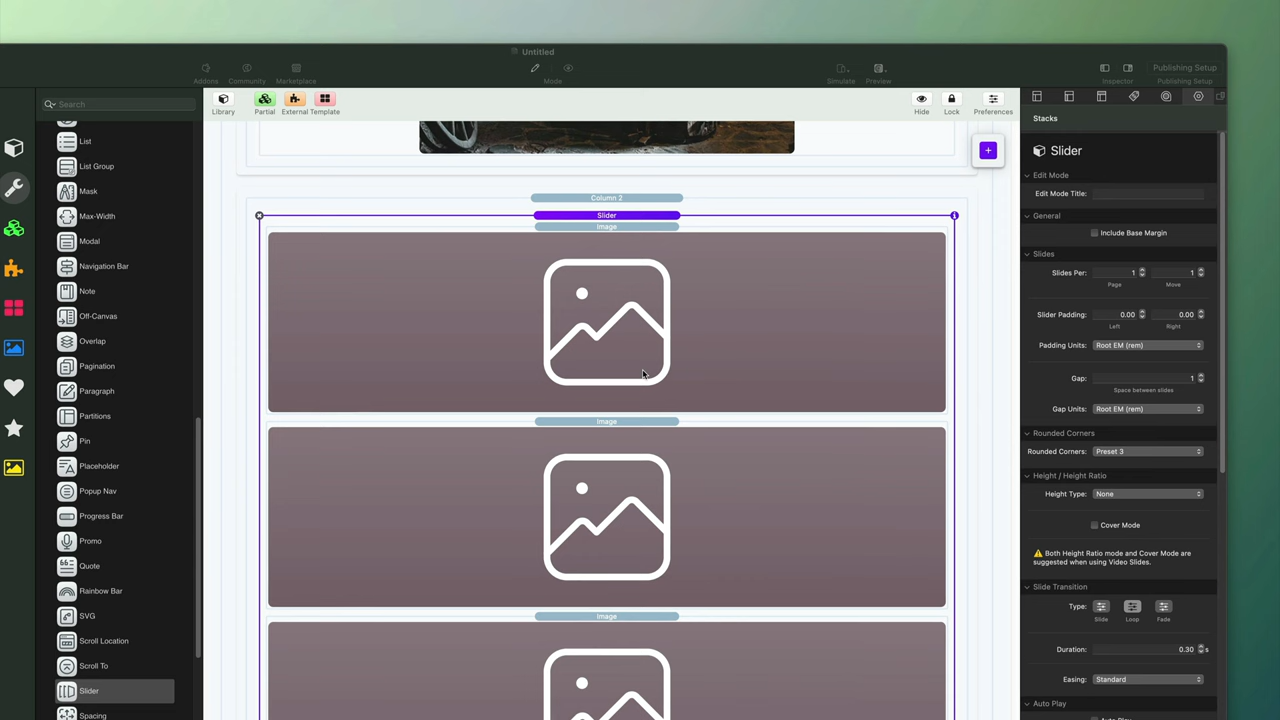 Untitled
Addons
Community
Marketplace
Mode
Simulate
Preview
Inspector
Publishing Setup
Publishing Setup
Search
Library
Partial
External
Template
Hide
Lock
Preferences
List
List Group
Mask
Max-Width
Modal
Navigation Bar
Note
Off-Canvas
Overlap
Pagination
Paragraph
Partitions
Pin
Placeholder
Popup Nav
Progress Bar
Promo
Quote
Rainbow Bar
SVG
Scroll Location
Scroll To
Slider
Spacing
Column 2
Slider
Image
Image
Image
Stacks
Slider
Edit Mode
Edit Mode Title:
General
Include Base Margin
Slides
Slides Per: 1 1
Page Move
Slider Padding: 0.00 0.00
Left Right
Padding Units: Root EM (rem)
Gap: 1
Space between slides
Gap Units: Root EM (rem)
Rounded Corners
Rounded Corners: Preset 3
Height / Height Ratio
Height Type: None
Cover Mode
⚠️ Both Height Ratio mode and Cover Mode are
suggested when using Video Slides.
Slide Transition
Type:
Slide Loop Fade
Duration: 0.30 s
Easing: Standard
Auto Play